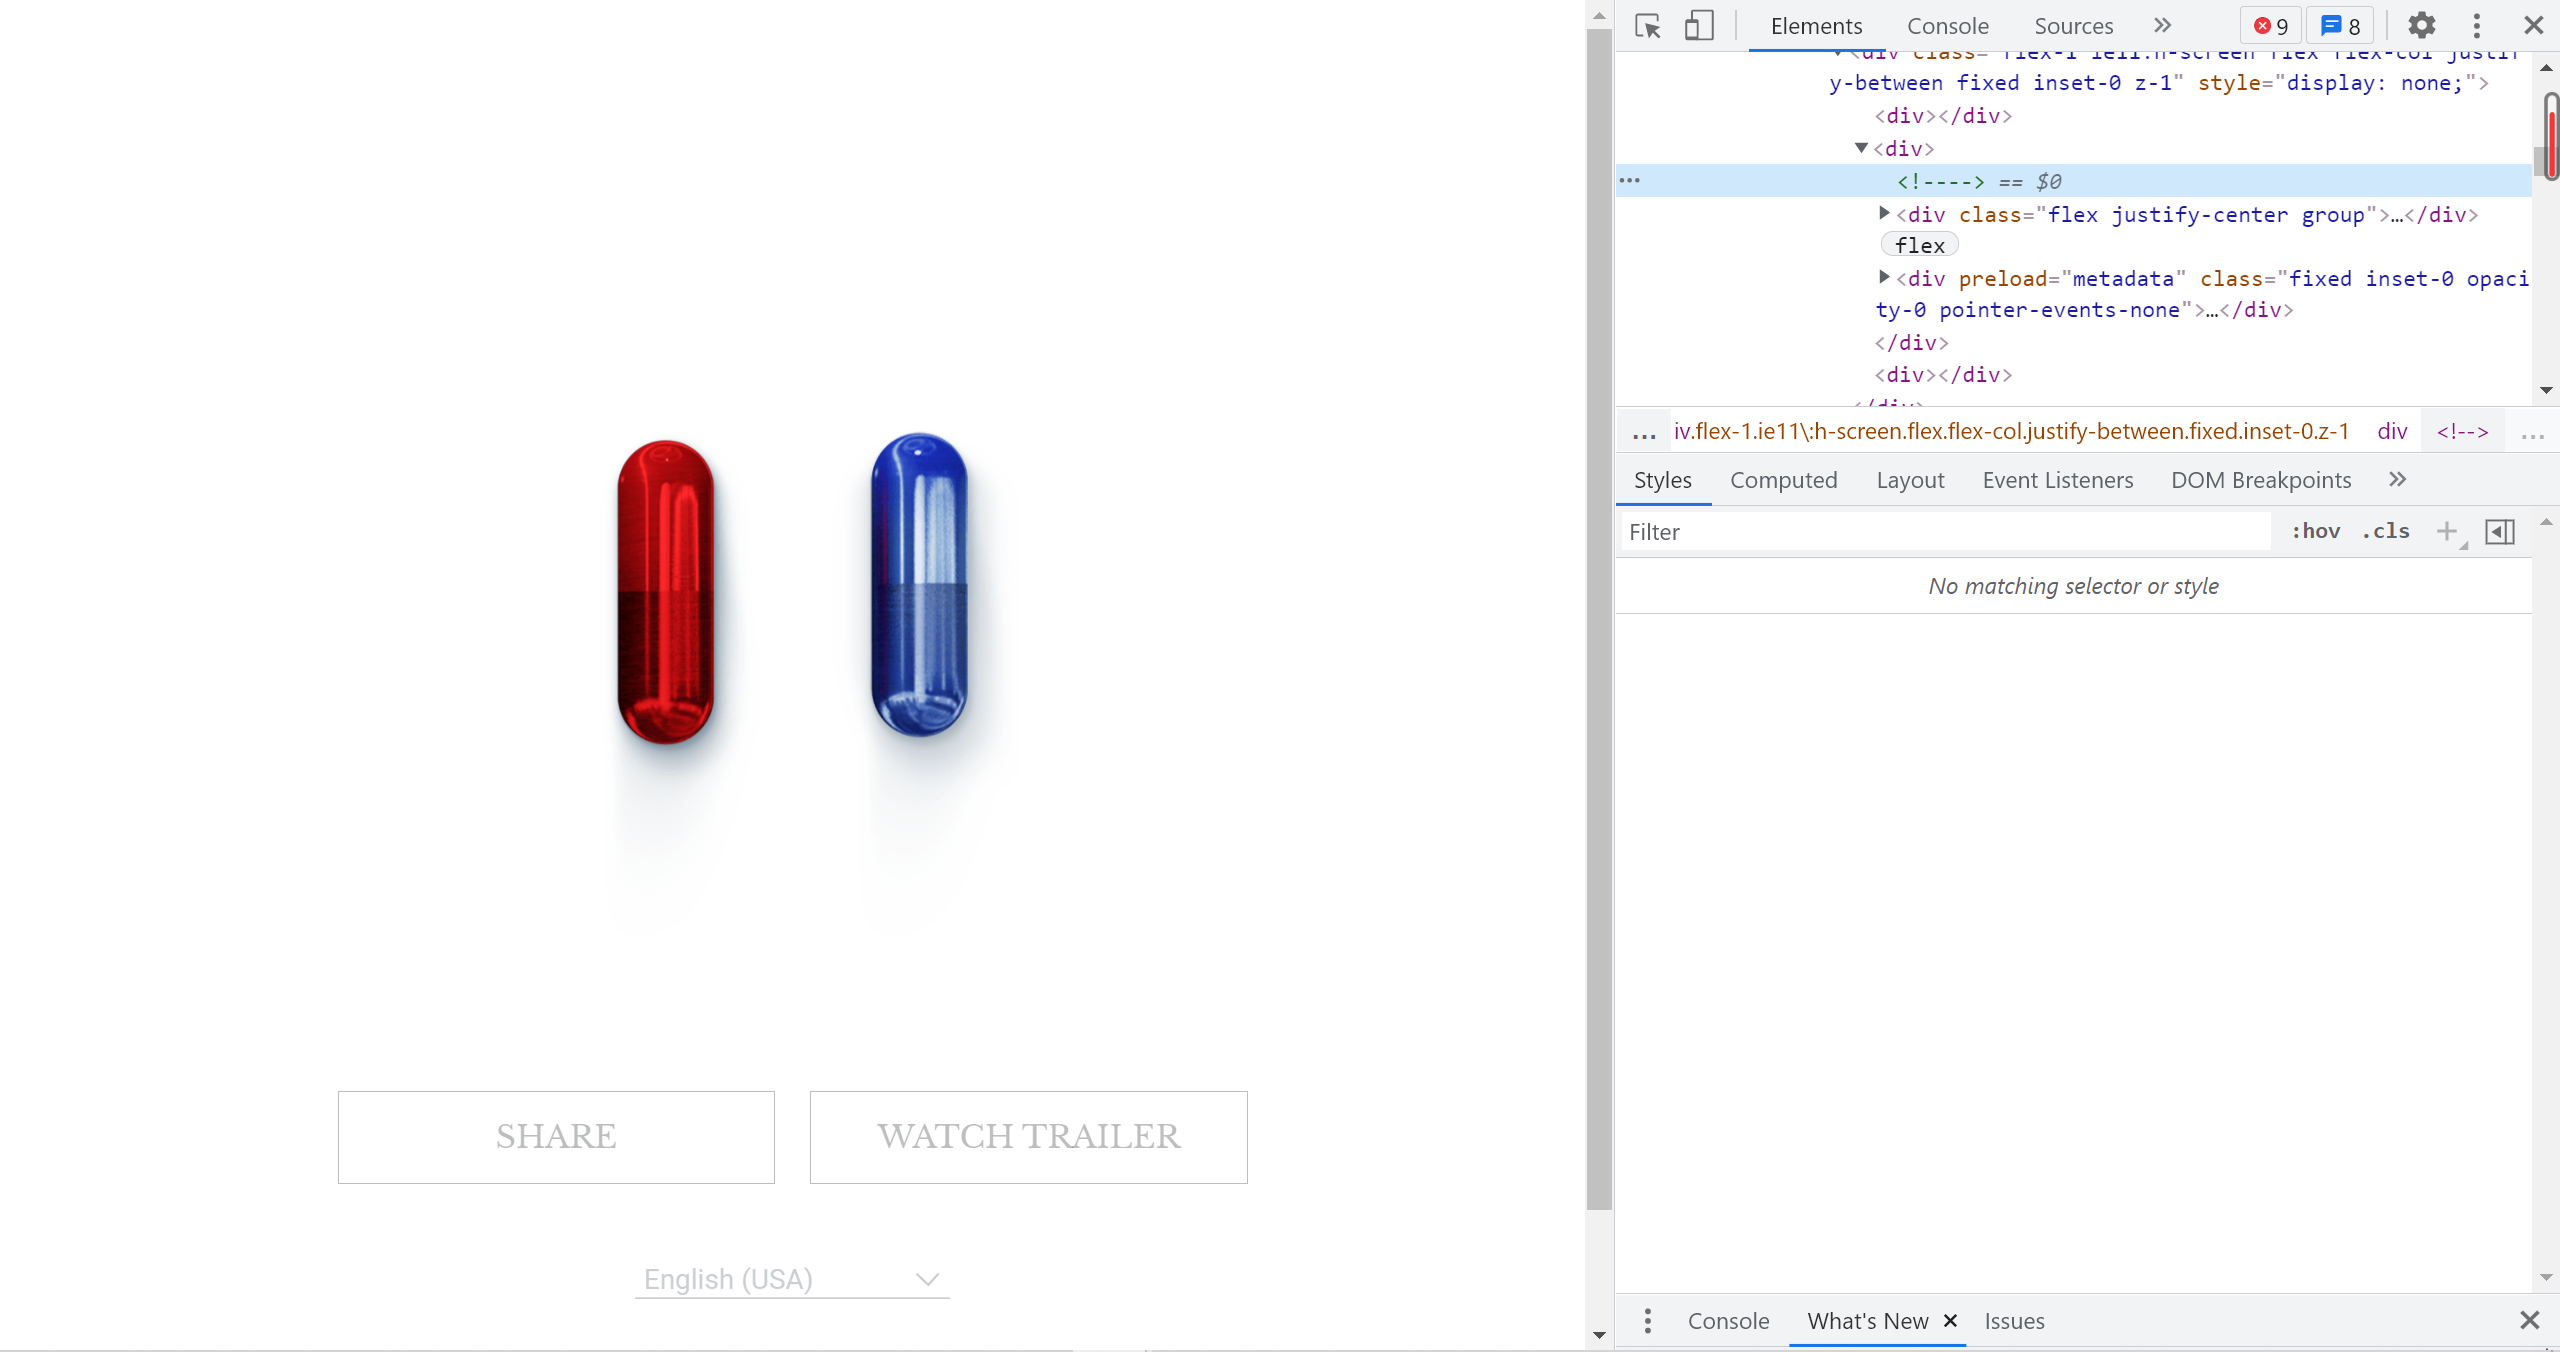 SHARE
WATCH TRAILER
English (USA)
Elements Console Sources » 9 8
<div class="flex-1 ie11:h-screen flex flex-col justif
y-between fixed inset-0 z-1" style="display: none;">
<div></div>
<div>
<!----> == $0
<div class="flex justify-center group">…</div>
flex
<div preload="metadata" class="fixed inset-0 opaci
ty-0 pointer-events-none">…</div>
</div>
<div></div>
</div>
... iv.flex-1.ie11\:h-screen.flex.flex-col.justify-between.fixed.inset-0.z-1 div <!--> ...
Styles Computed Layout Event Listeners DOM Breakpoints »
Filter :hov .cls +
No matching selector or style
Console What's New × Issues